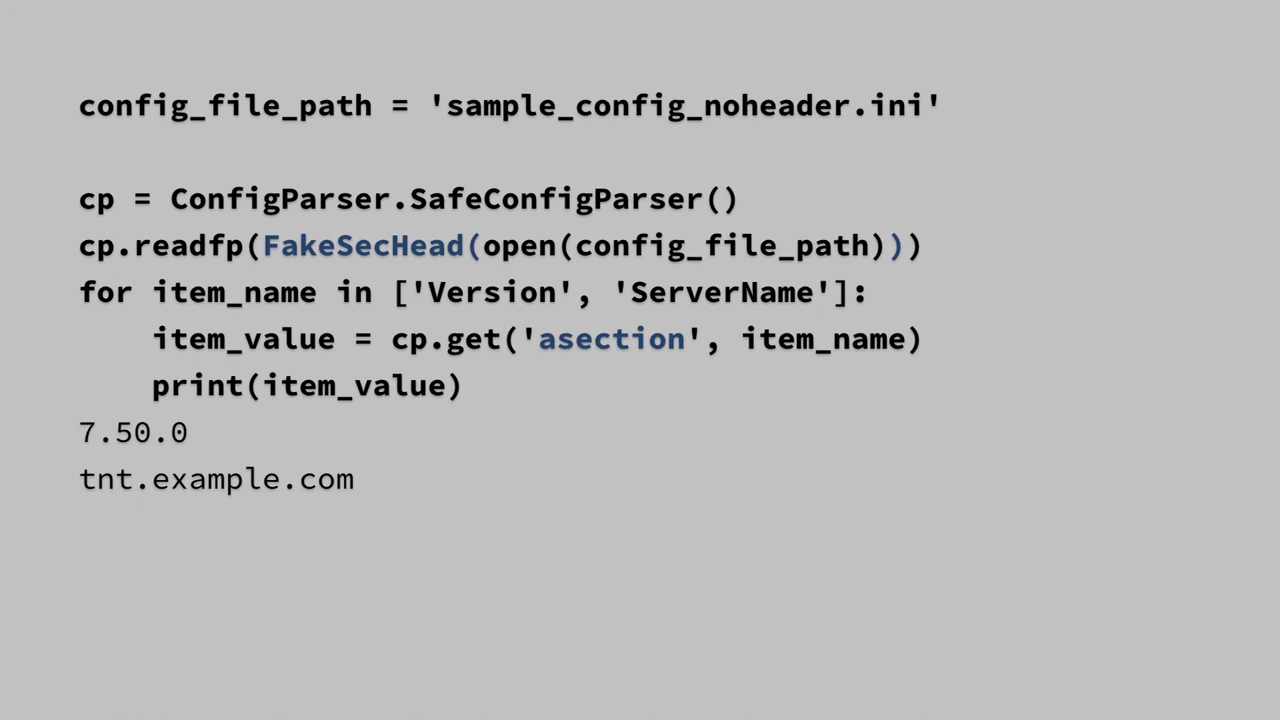 config_file_path = 'sample_config_noheader.ini'
cp = ConfigParser.SafeConfigParser()
cp.readfp(FakeSecHead(open(config_file_path)))
for item_name in ['Version', 'ServerName']:
    item_value = cp.get('asection', item_name)
    print(item_value)
7.50.0
tnt.example.com